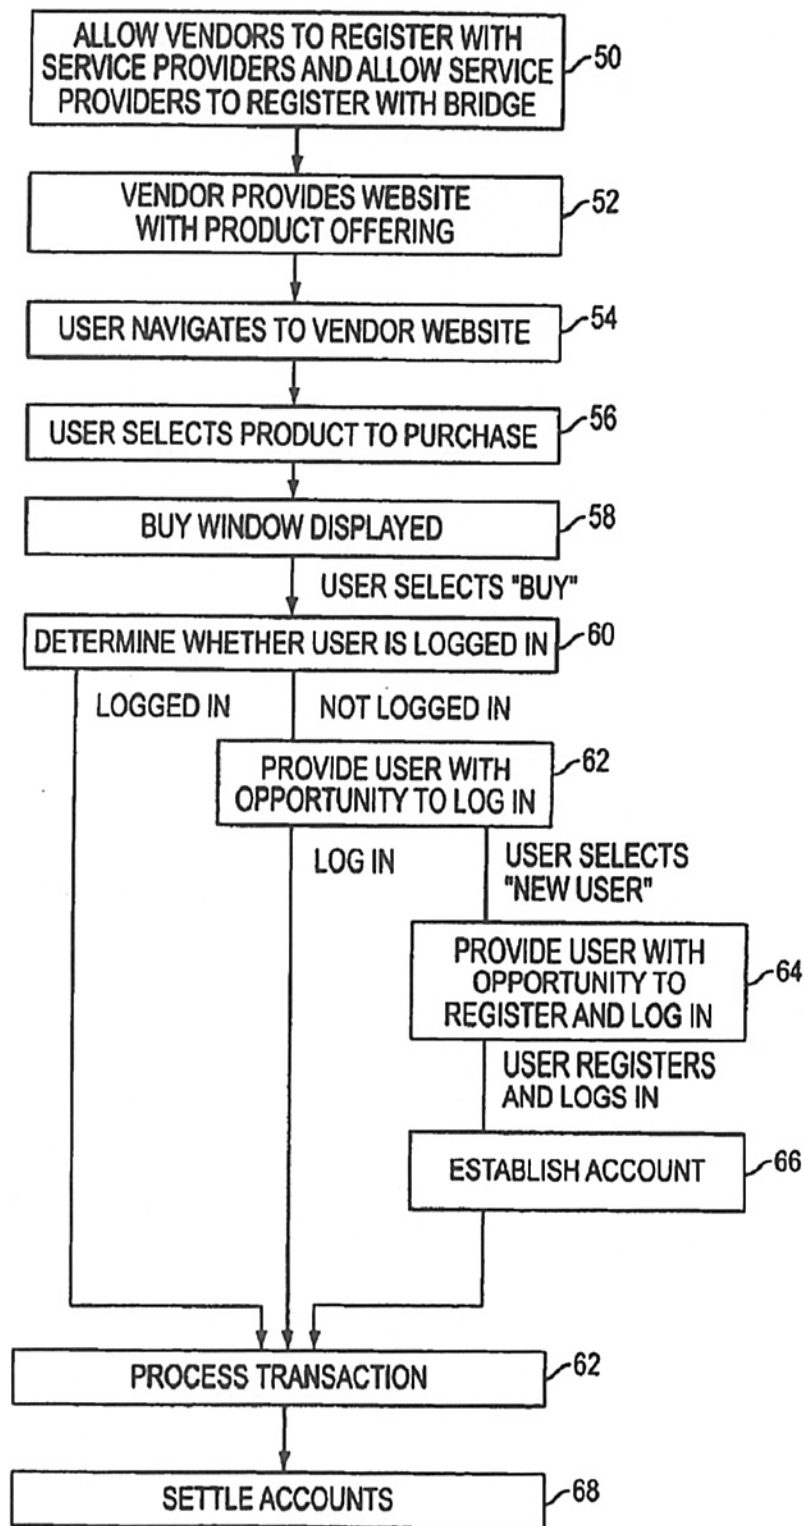 ALLOW VENDORS TO REGISTER WITH
SERVICE PROVIDERS AND ALLOW SERVICE
PROVIDERS TO REGISTER WITH BRIDGE
50
VENDOR PROVIDES WEBSITE
WITH PRODUCT OFFERING
52
USER NAVIGATES TO VENDOR WEBSITE
54
USER SELECTS PRODUCT TO PURCHASE
56
BUY WINDOW DISPLAYED
58
USER SELECTS "BUY"
DETERMINE WHETHER USER IS LOGGED IN
60
LOGGED IN
NOT LOGGED IN
PROVIDE USER WITH
OPPORTUNITY TO LOG IN
62
LOG IN
USER SELECTS
"NEW USER"
PROVIDE USER WITH
OPPORTUNITY TO
REGISTER AND LOG IN
64
USER REGISTERS
AND LOGS IN
ESTABLISH ACCOUNT
66
PROCESS TRANSACTION
62
SETTLE ACCOUNTS
68